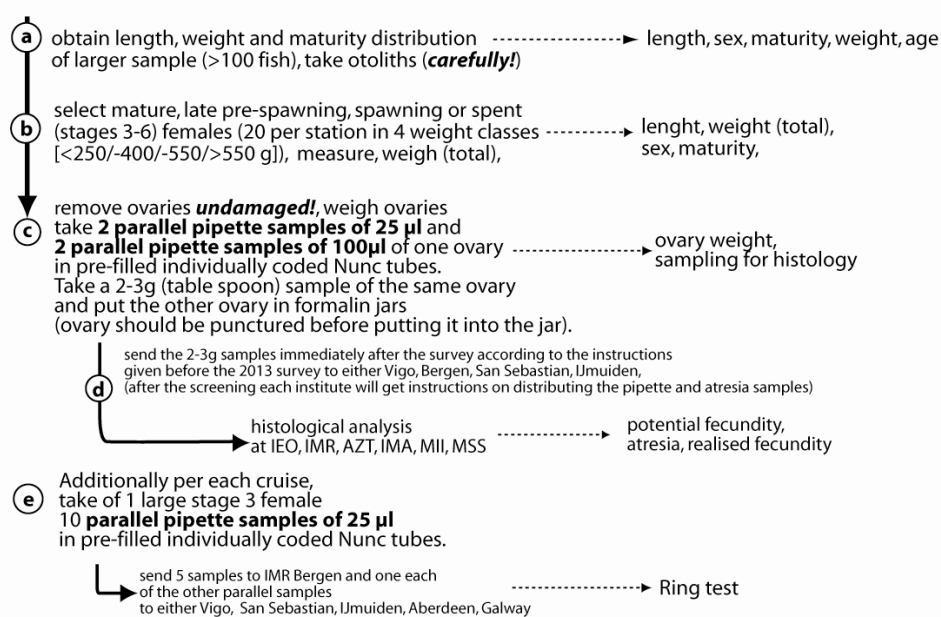 a obtain length, weight and maturity distribution length, sex, maturity, weight, age
of larger sample (>100 fish), take otoliths (carefully!)
b select mature, late pre-spawning, spawning or spent
(stages 3-6) females (20 per station in 4 weight classes lenght, weight (total),
[<250/-400/-550/>550 g]), measure, weigh (total), sex, maturity,
c remove ovaries undamaged!, weigh ovaries
take 2 parallel pipette samples of 25 µl and
2 parallel pipette samples of 100µl of one ovary ovary weight,
in pre-filled individually coded Nunc tubes. sampling for histology
Take a 2-3g (table spoon) sample of the same ovary
and put the other ovary in formalin jars
(ovary should be punctured before putting it into the jar).
d send the 2-3g samples immediately after the survey according to the instructions
given before the 2013 survey to either Vigo, Bergen, San Sebastian, IJmuiden,
(after the screening each institute will get instructions on distributing the pipette and atresia samples)
histological analysis potential fecundity,
at IEO, IMR, AZT, IMA, MII, MSS atresia, realised fecundity
e Additionally per each cruise,
take of 1 large stage 3 female
10 parallel pipette samples of 25 µl
in pre-filled individually coded Nunc tubes.
send 5 samples to IMR Bergen and one each
of the other parallel samples Ring test
to either Vigo, San Sebastian, IJmuiden, Aberdeen, Galway